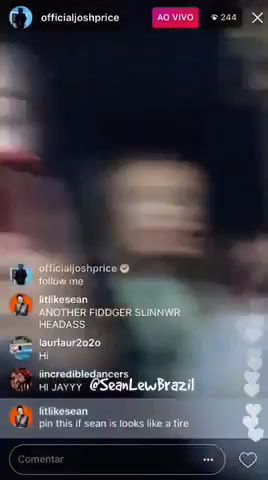 officialjoshprice AO VIVO 244
officialjoshprice
follow me
litlikesean
ANOTHER FIDDGER SLINNWR
HEADASS
laurlaur2o2o
Hi
iincredibledancers
HI JAYYY @SeanLewBrazil
litlikesean
pin this if sean is looks like a tire
Comentar